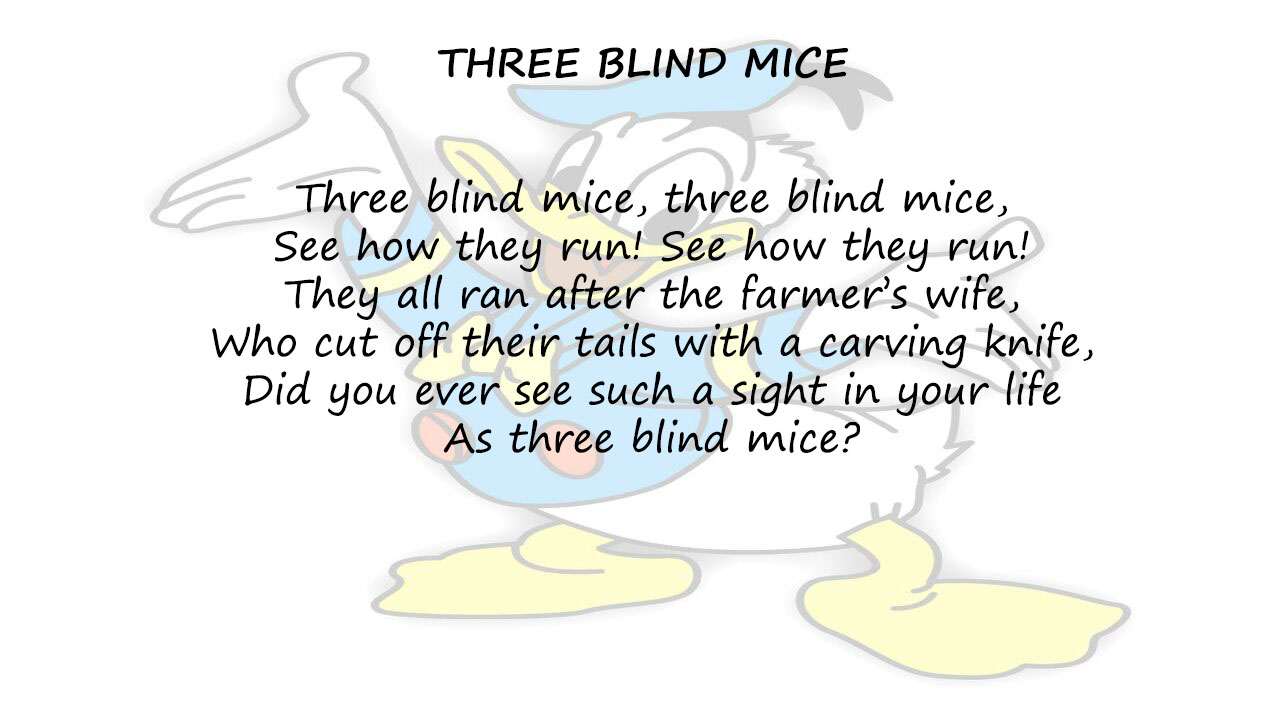 THREE BLIND MICE
Three blind mice, three blind mice,
See how they run! See how they run!
They all ran after the farmer’s wife,
Who cut off their tails with a carving knife,
Did you ever see such a sight in your life
As three blind mice?